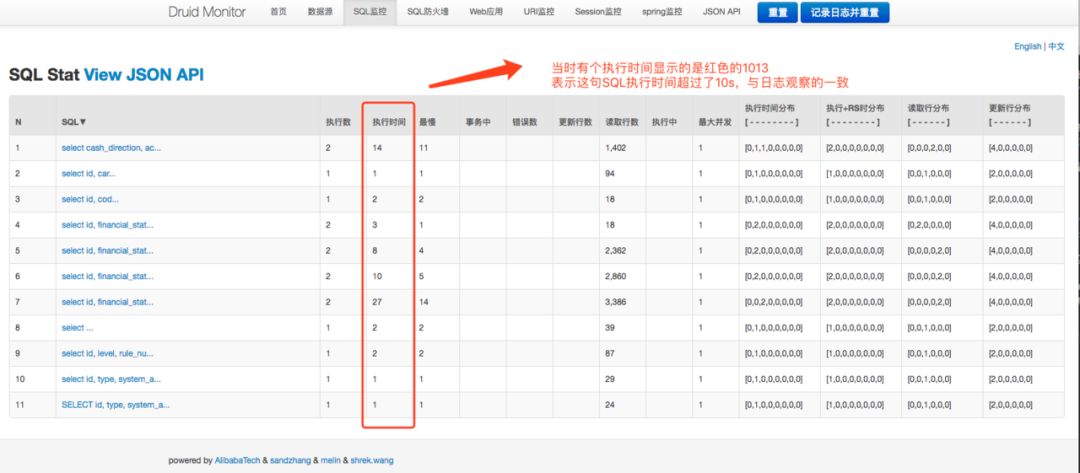 Druid Monitor 首页 数据源 SQL监控 SQL防火墙 Web应用 URI监控 Session监控 spring监控 JSON API 重置 记录日志并重置
English | 中文
当时有个执行时间显示的是红色的1013
表示这句SQL执行时间超过了10s，与日志观察的一致
SQL Stat View JSON API
N SQL▼ 执行数 执行时间 最慢 事务中 错误数 更新行数 读取行数 执行中 最大并发 执行时间分布 [ - - - - - - - - ] 执行+RS时分布 [ - - - - - - - - ] 读取行分布 [ - - - - - - ] 更新行分布 [ - - - - - - ]
1 select cash_direction, ac... 2 14 11 1,402 1 [0,1,1,0,0,0,0,0] [2,0,0,0,0,0,0,0] [0,0,0,2,0,0] [4,0,0,0,0,0]
2 select id, car... 1 1 1 94 1 [0,1,0,0,0,0,0,0] [1,0,0,0,0,0,0,0] [0,0,1,0,0,0] [2,0,0,0,0,0]
3 select id, cod... 1 2 2 18 1 [0,1,0,0,0,0,0,0] [1,0,0,0,0,0,0,0] [0,0,1,0,0,0] [2,0,0,0,0,0]
4 select id, financial_stat... 2 3 1 18 1 [0,2,0,0,0,0,0,0] [2,0,0,0,0,0,0,0] [0,2,0,0,0,0] [4,0,0,0,0,0]
5 select id, financial_stat... 2 8 4 2,362 1 [0,2,0,0,0,0,0,0] [2,0,0,0,0,0,0,0] [0,0,0,0,2,0] [4,0,0,0,0,0]
6 select id, financial_stat... 2 10 5 2,860 1 [0,2,0,0,0,0,0,0] [2,0,0,0,0,0,0,0] [0,0,0,0,2,0] [4,0,0,0,0,0]
7 select id, financial_stat... 2 27 14 3,386 1 [0,0,2,0,0,0,0,0] [2,0,0,0,0,0,0,0] [0,0,0,0,2,0] [4,0,0,0,0,0]
8 select ... 1 2 2 39 1 [0,1,0,0,0,0,0,0] [1,0,0,0,0,0,0,0] [0,0,1,0,0,0] [2,0,0,0,0,0]
9 select id, level, rule_nu... 1 2 2 87 1 [0,1,0,0,0,0,0,0] [1,0,0,0,0,0,0,0] [0,0,1,0,0,0] [2,0,0,0,0,0]
10 select id, type, system_a... 1 1 1 29 1 [0,1,0,0,0,0,0,0] [1,0,0,0,0,0,0,0] [0,0,1,0,0,0] [2,0,0,0,0,0]
11 SELECT id, type, system_a... 1 1 1 24 1 [0,1,0,0,0,0,0,0] [1,0,0,0,0,0,0,0] [0,0,1,0,0,0] [2,0,0,0,0,0]
powered by AlibabaTech & sandzhang & melin & shrek.wang